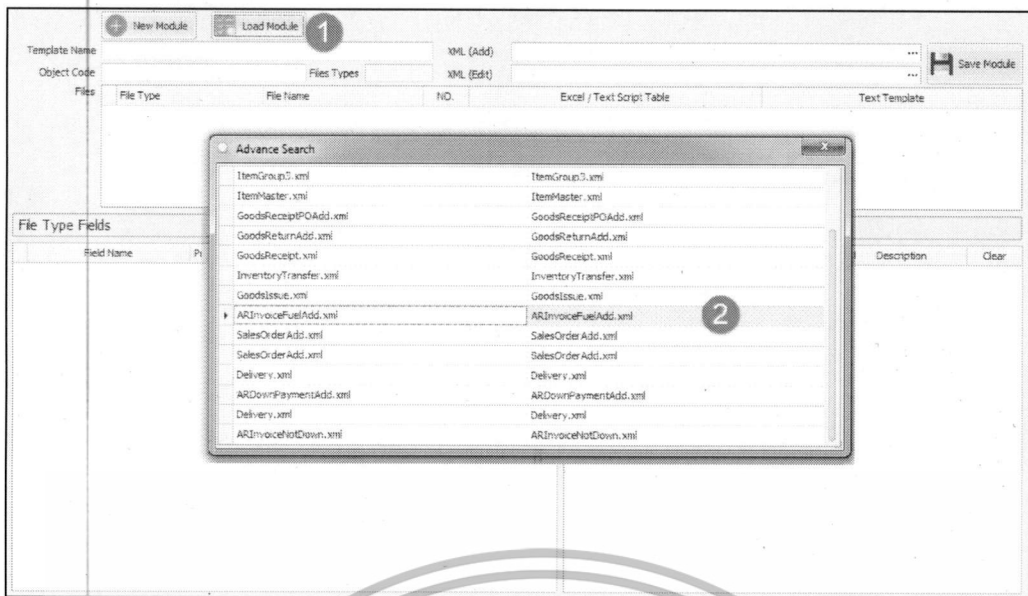 New Module Load Module 1
Template Name XML (Add) ...
Save Module
Object Code Files Types XML (Edit) ...
Files File Type File Name NO. Excel / Text Script Table Text Template
Advance Search x
ItemGroup3.xml ItemGroup3.xml
ItemMaster.xml ItemMaster.xml
GoodsReceiptPOAdd.xml GoodsReceiptPOAdd.xml
File Type Fields
GoodsReturnAdd.xml GoodsReturnAdd.xml
Field Name GoodsReceipt.xml GoodsReceipt.xml Description Clear
InventoryTransfer.xml InventoryTransfer.xml
GoodsIssue.xml GoodsIssue.xml
ARInvoiceFuelAdd.xml ARInvoiceFuelAdd.xml 2
SalesOrderAdd.xml SalesOrderAdd.xml
SalesOrderAdd.xml SalesOrderAdd.xml
Delivery.xml Delivery.xml
ARDownPaymentAdd.xml ARDownPaymentAdd.xml
Delivery.xml Delivery.xml
ARInvoiceNotDown.xml ARInvoiceNotDown.xml